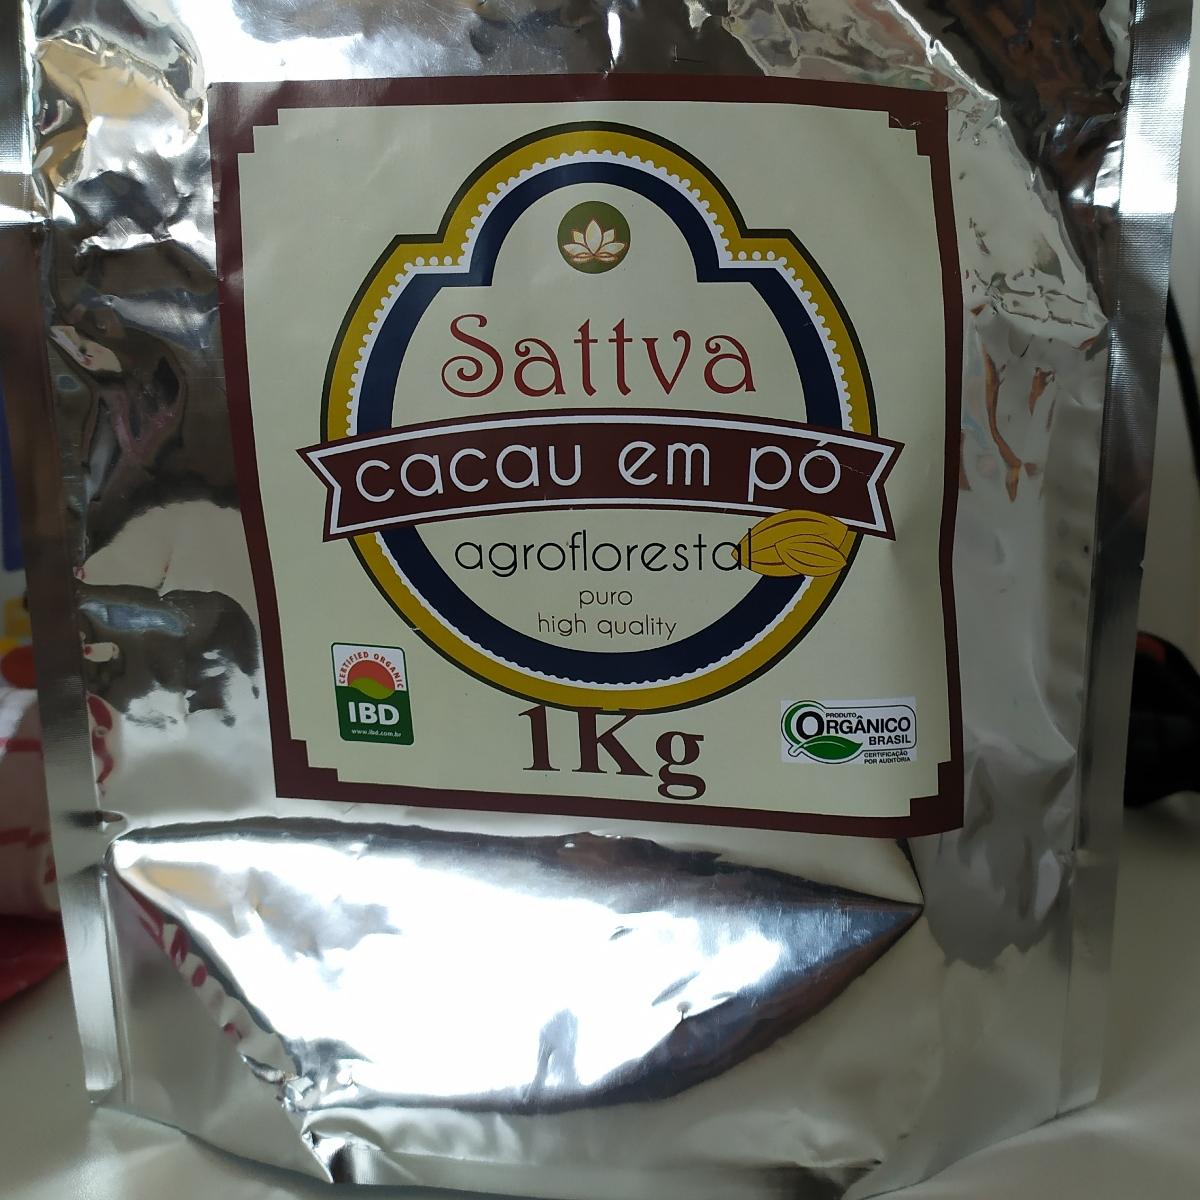 Sattva
cacau em pó
agroflorestal
puro
high quality
CERTIFIED ORGANIC
IBD
www.ibd.com.br
1Kg
PRODUTO
ORGÂNICO
BRASIL
CERTIFICAÇÃO
POR AUDITORIA